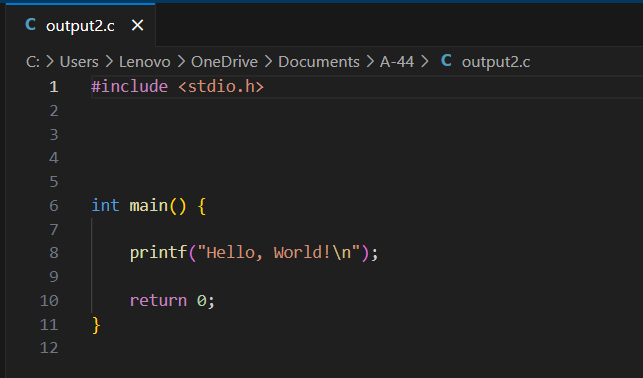 C output2.c ×
C: > Users > Lenovo > OneDrive > Documents > A-44 > C output2.c
1 #include <stdio.h>
2
3
4
5
6 int main() {
7
8     printf("Hello, World!\n");
9
10     return 0;
11 }
12